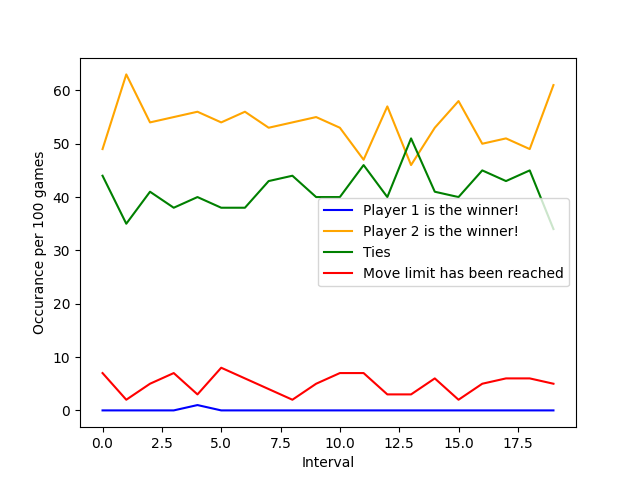 60
50
40
30
20
10
0
Occurance per 100 games
Player 1 is the winner!
Player 2 is the winner!
Ties
Move limit has been reached
0.0 2.5 5.0 7.5 10.0 12.5 15.0 17.5
Interval